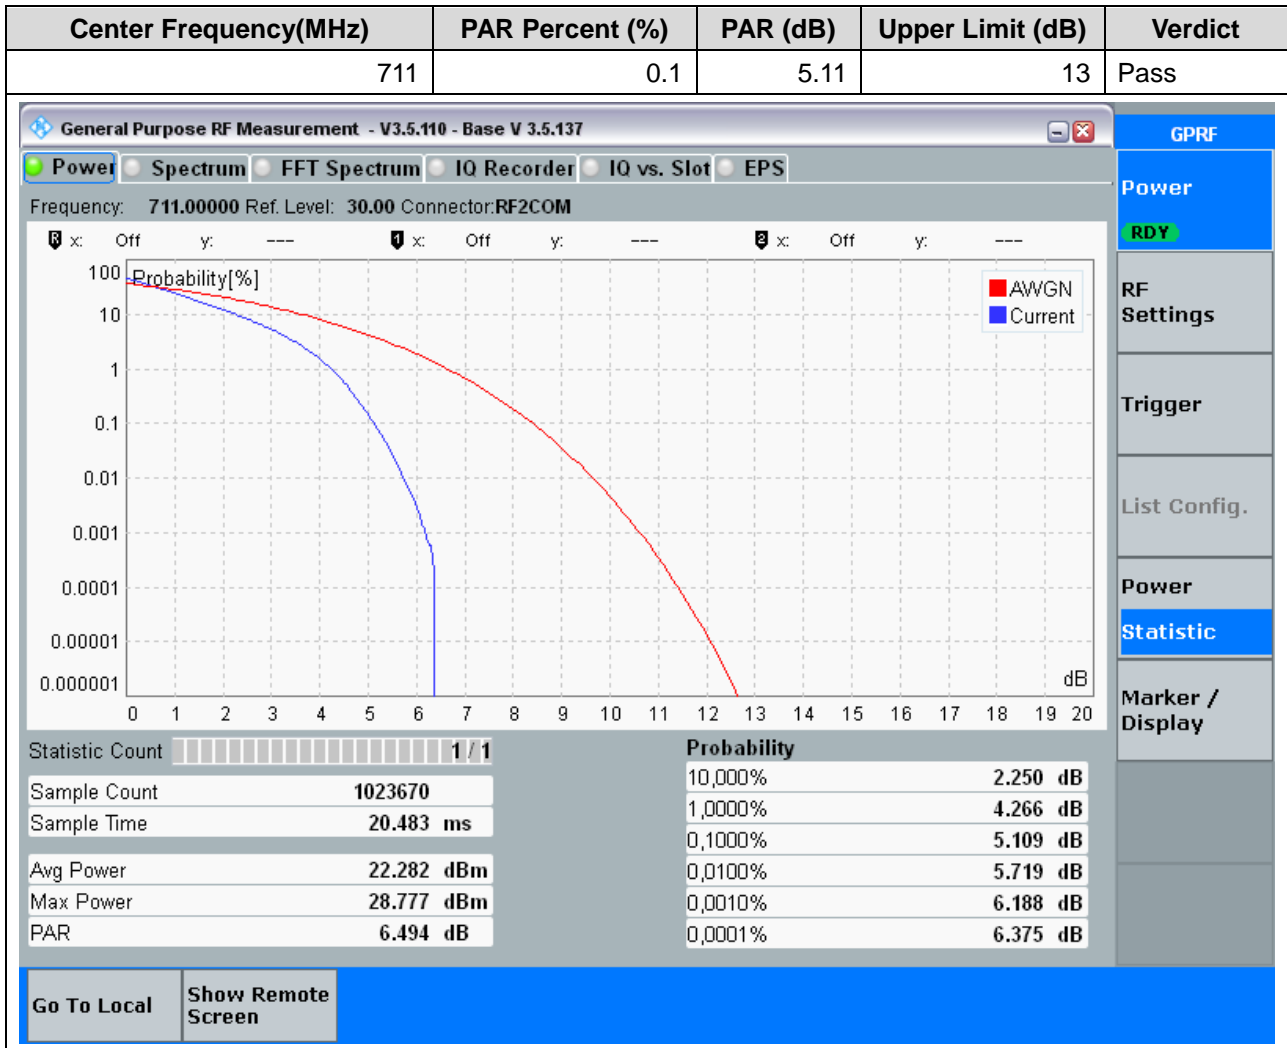 Center Frequency(MHz) PAR Percent (%) PAR (dB) Upper Limit (dB) Verdict
711 0.1 5.11 13 Pass
General Purpose RF Measurement - V3.5.110 - Base V 3.5.137
GPRF
Power Spectrum FFT Spectrum IQ Recorder IQ vs. Slot EPS
Power
RDY
Frequency: 711.00000 Ref. Level: 30.00 Connector:RF2COM
R x: Off y: --- 1 x: Off y: --- 2 x: Off y: ---
Probability[%]
AWGN
Current
100
10
1
0.1
0.01
0.001
0.0001
0.00001
0.000001
dB
0 1 2 3 4 5 6 7 8 9 10 11 12 13 14 15 16 17 18 19 20
RF
Settings
Trigger
List Config.
Power
Statistic
Marker /
Display
Statistic Count 1 / 1
Sample Count 1023670
Sample Time 20.483 ms
Avg Power 22.282 dBm
Max Power 28.777 dBm
PAR 6.494 dB
Probability
10,000% 2.250 dB
1,0000% 4.266 dB
0,1000% 5.109 dB
0,0100% 5.719 dB
0,0010% 6.188 dB
0,0001% 6.375 dB
Go To Local
Show Remote
Screen